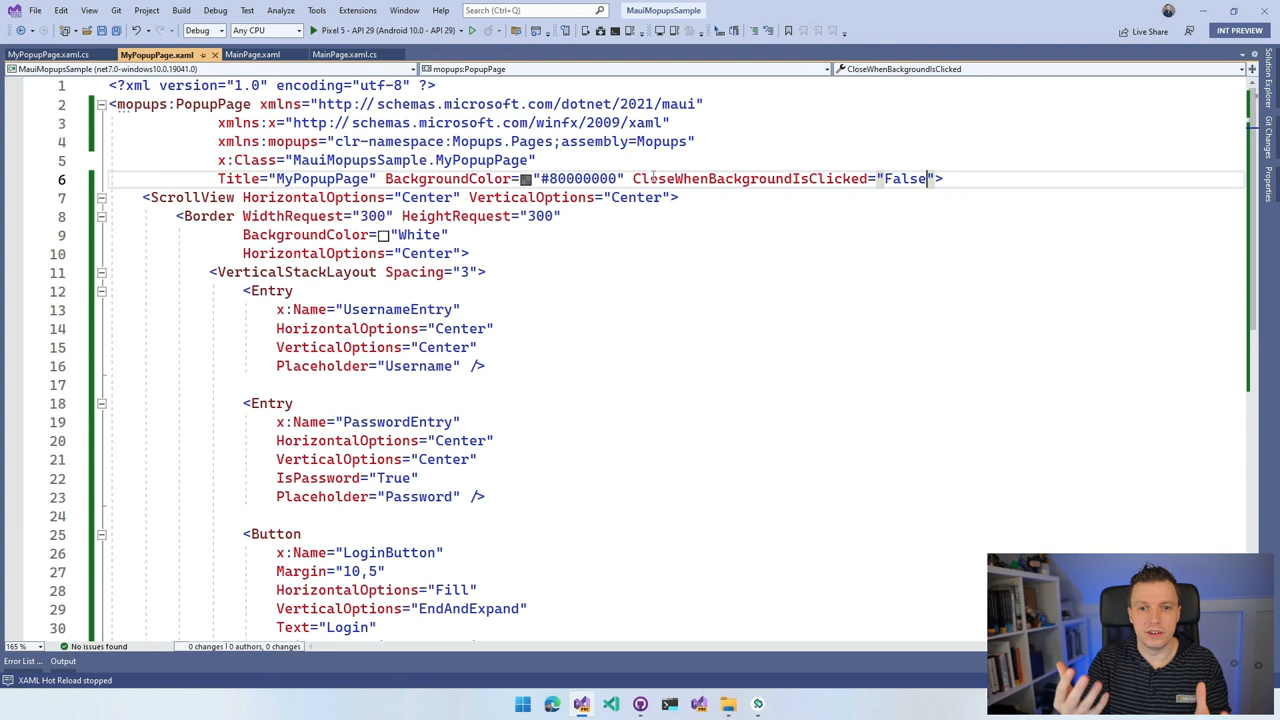 File Edit View Git Project Build Debug Test Analyze Tools Extensions Window Help Search (Ctrl+Q) MauiMopupsSample
Debug Any CPU Pixel 5 - API 29 (Android 10.0 - API 29) Live Share INT PREVIEW
MyPopupPage.xaml.cs MyPopupPage.xaml MainPage.xaml MainPage.xaml.cs
MauiMopupsSample (net7.0-windows10.0.19041.0) mopups:PopupPage CloseWhenBackgroundIsClicked
1 <?xml version="1.0" encoding="utf-8" ?>
2 <mopups:PopupPage xmlns="http://schemas.microsoft.com/dotnet/2021/maui"
3 xmlns:x="http://schemas.microsoft.com/winfx/2009/xaml"
4 xmlns:mopups="clr-namespace:Mopups.Pages;assembly=Mopups"
5 x:Class="MauiMopupsSample.MyPopupPage"
6 Title="MyPopupPage" BackgroundColor="#80000000" CloseWhenBackgroundIsClicked="False">
7 <ScrollView HorizontalOptions="Center" VerticalOptions="Center">
8 <Border WidthRequest="300" HeightRequest="300"
9 BackgroundColor="White"
10 HorizontalOptions="Center">
11 <VerticalStackLayout Spacing="3">
12 <Entry
13 x:Name="UsernameEntry"
14 HorizontalOptions="Center"
15 VerticalOptions="Center"
16 Placeholder="Username" />
17
18 <Entry
19 x:Name="PasswordEntry"
20 HorizontalOptions="Center"
21 VerticalOptions="Center"
22 IsPassword="True"
23 Placeholder="Password" />
24
25 <Button
26 x:Name="LoginButton"
27 Margin="10,5"
28 HorizontalOptions="Fill"
29 VerticalOptions="EndAndExpand"
30 Text="Login"
165 % No issues found 0 changes | 0 authors, 0 changes
Error List ... Output
XAML Hot Reload stopped
Solution Explorer
Git Changes
Properties